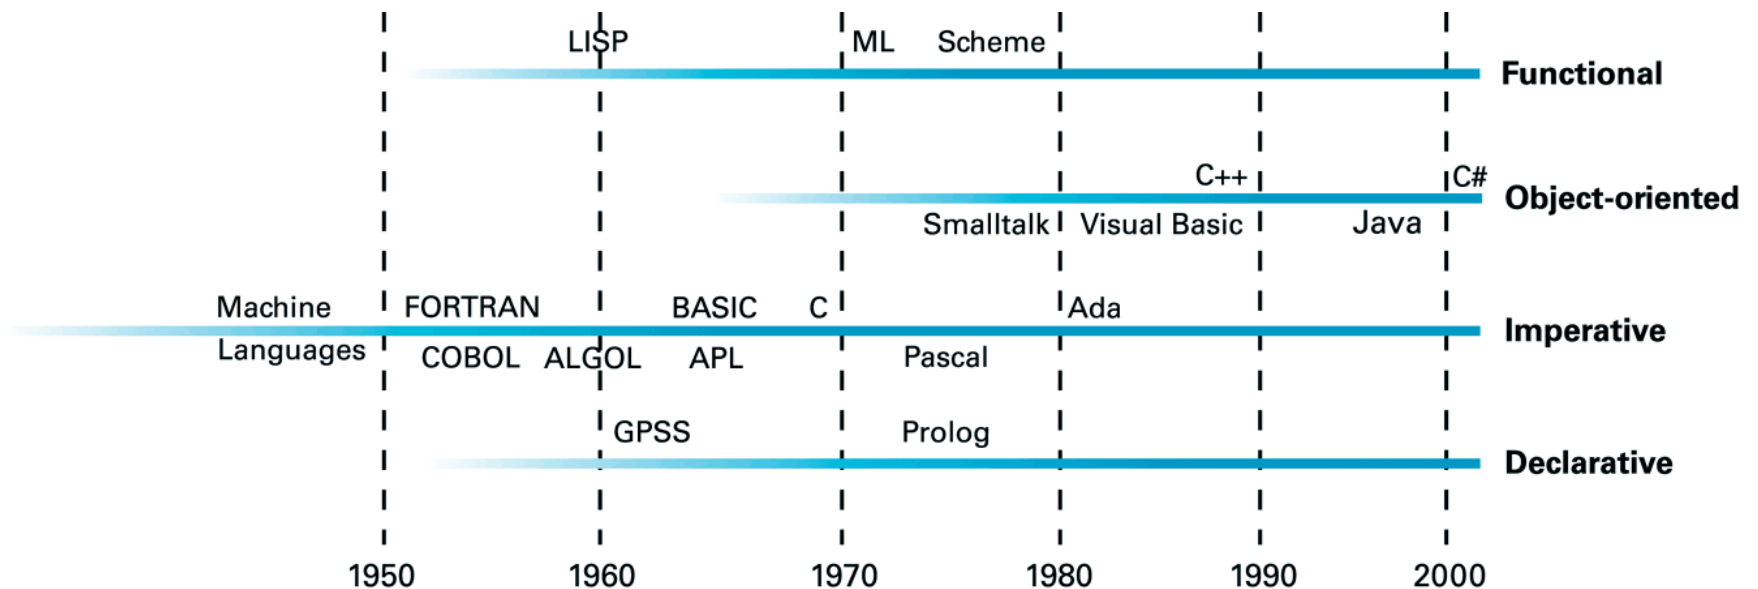 LISP ML Scheme
Functional
C++ C#
Object-oriented
Smalltalk Visual Basic Java
Machine FORTRAN BASIC C Ada
Imperative
Languages COBOL ALGOL APL Pascal
GPSS Prolog
Declarative
1950 1960 1970 1980 1990 2000